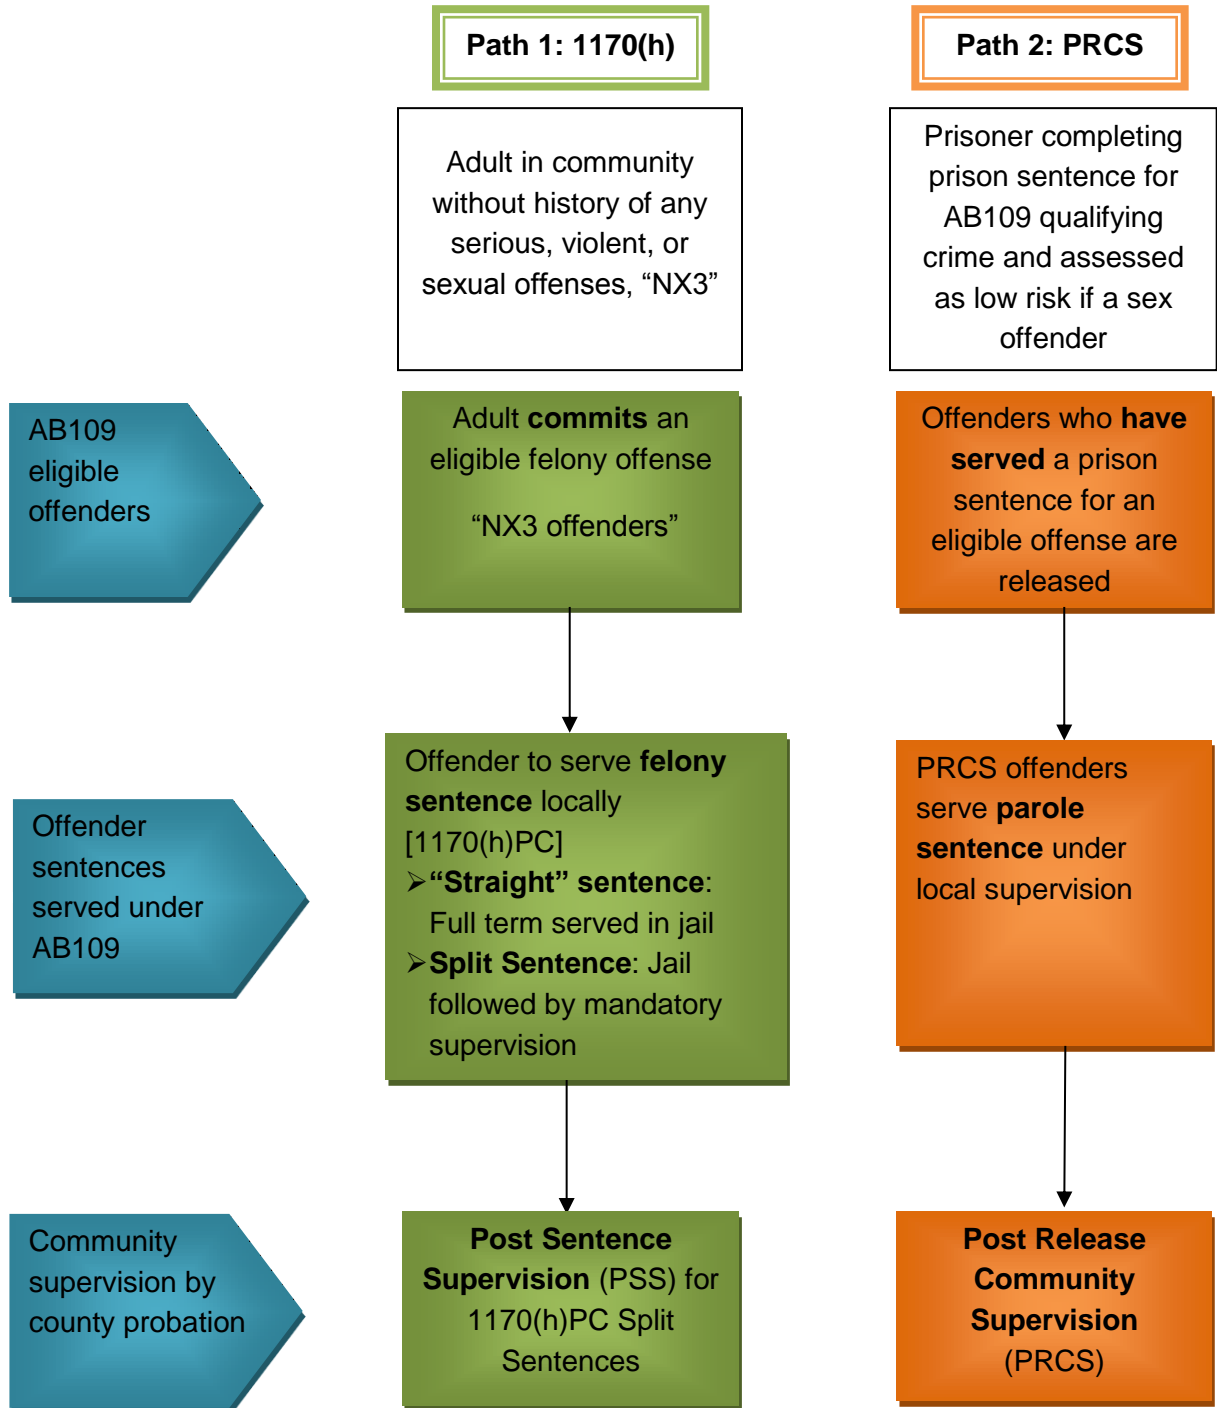 Path 1: 1170(h)
Path 2: PRCS
Adult in community
without history of any
serious, violent, or
sexual offenses, “NX3”
Prisoner completing
prison sentence for
AB109 qualifying
crime and assessed
as low risk if a sex
offender
AB109
eligible
offenders
Adult commits an
eligible felony offense
“NX3 offenders”
Offenders who have
served a prison
sentence for an
eligible offense are
released
Offender
sentences
served under
AB109
Offender to serve felony
sentence locally
[1170(h)PC]
➢“Straight” sentence:
Full term served in jail
➢Split Sentence: Jail
followed by mandatory
supervision
PRCS offenders
serve parole
sentence under
local supervision
Community
supervision by
county probation
Post Sentence
Supervision (PSS) for
1170(h)PC Split
Sentences
Post Release
Community
Supervision
(PRCS)